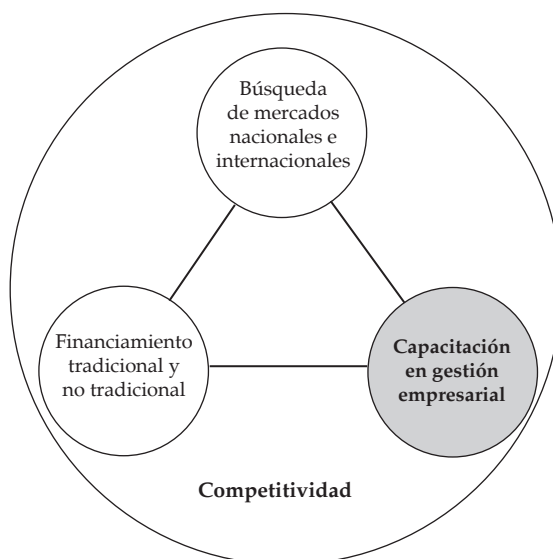 Búsqueda
de mercados
nacionales e
internacionales
Financiamiento
tradicional y
no tradicional
Capacitación
en gestión
empresarial
Competitividad